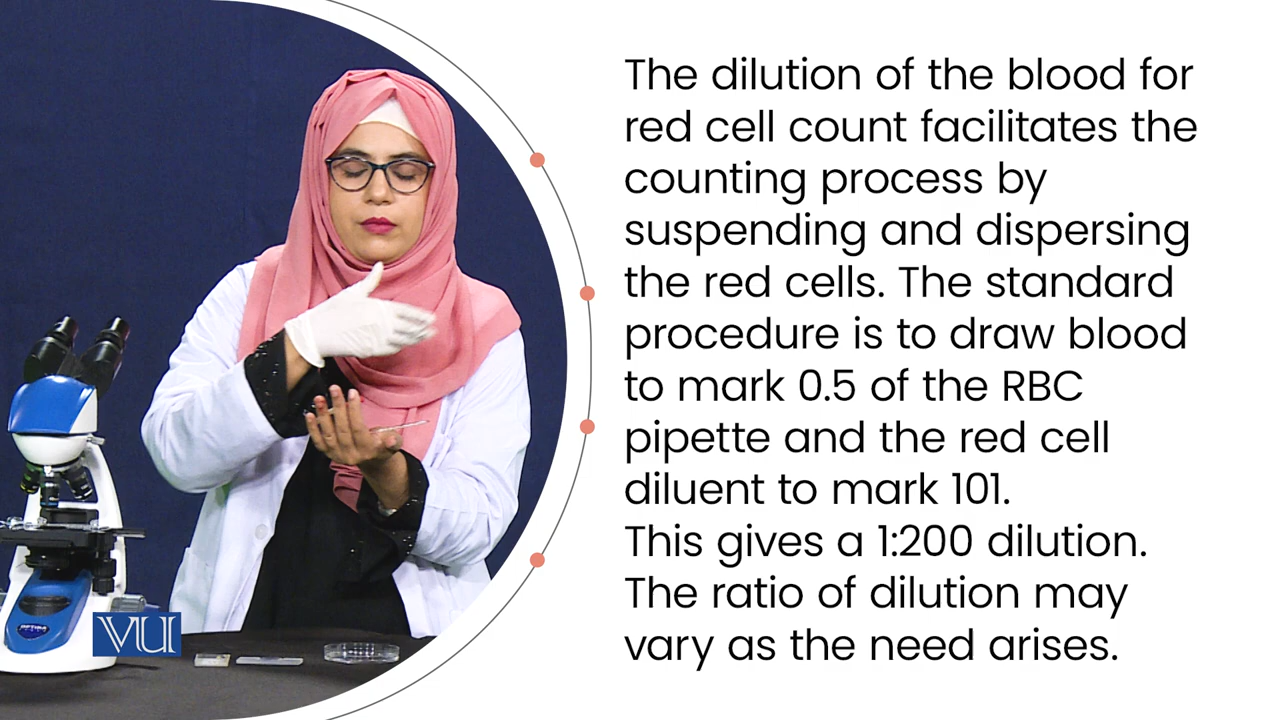 The dilution of the blood for
red cell count facilitates the
counting process by
suspending and dispersing
the red cells. The standard
procedure is to draw blood
to mark 0.5 of the RBC
pipette and the red cell
diluent to mark 101.
This gives a 1:200 dilution.
The ratio of dilution may
vary as the need arises.
VU